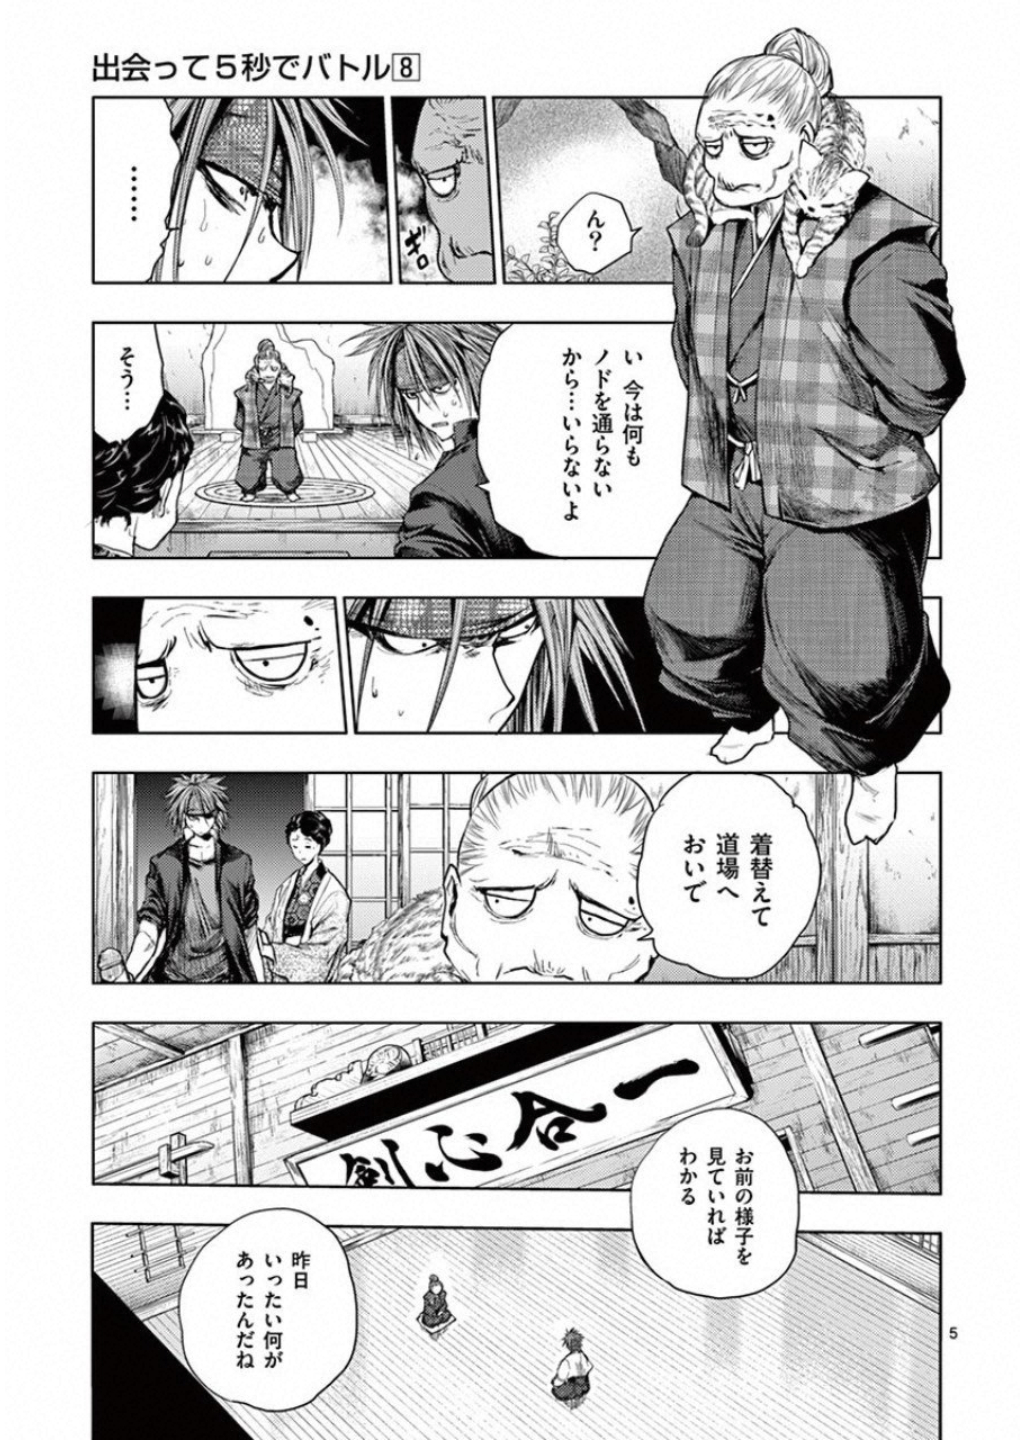 出会って5秒でバトル8
ん?
ギロ
……
い 今は何も
ノドを通らない
から…いらないよ
そう…
着替えて
道場へ
おいで
一合心剣
お前の様子を
見ていれば
わかる
昨日
いったい何が
あったんだね
5